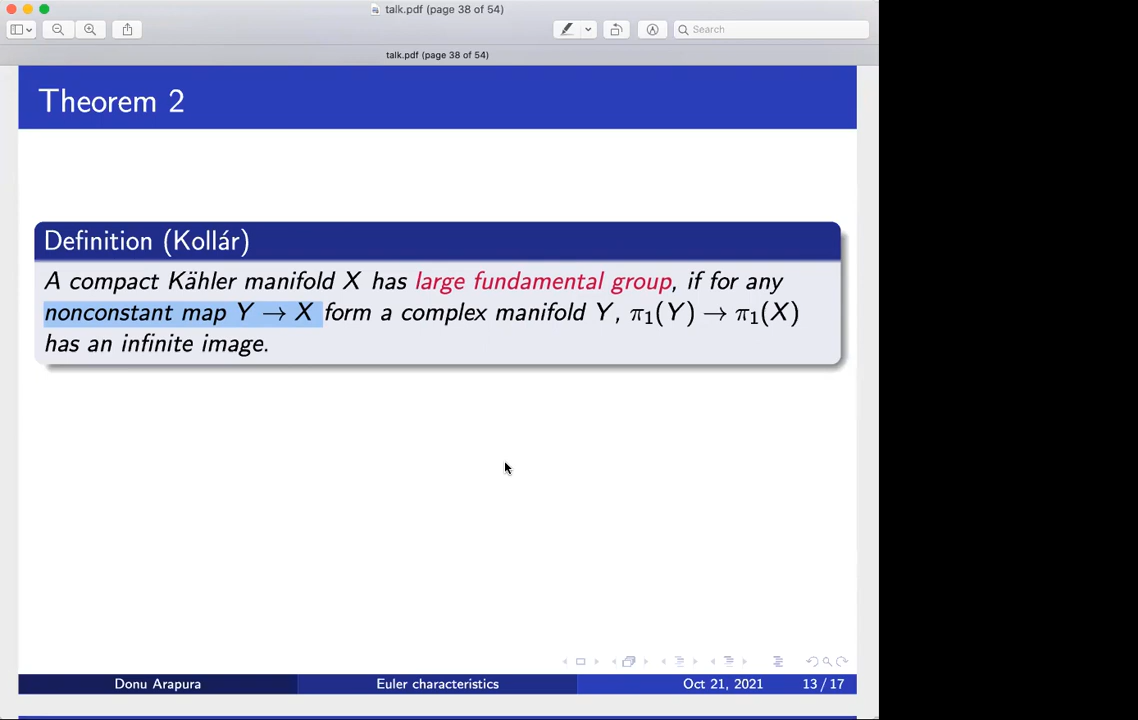 talk.pdf (page 38 of 54)
Search
talk.pdf (page 38 of 54)
Theorem 2
Definition (Kollár)
A compact Kähler manifold X has large fundamental group, if for any
nonconstant map Y → X form a complex manifold Y, π₁(Y) → π₁(X)
has an infinite image.
Donu Arapura Euler characteristics Oct 21, 2021 13 / 17